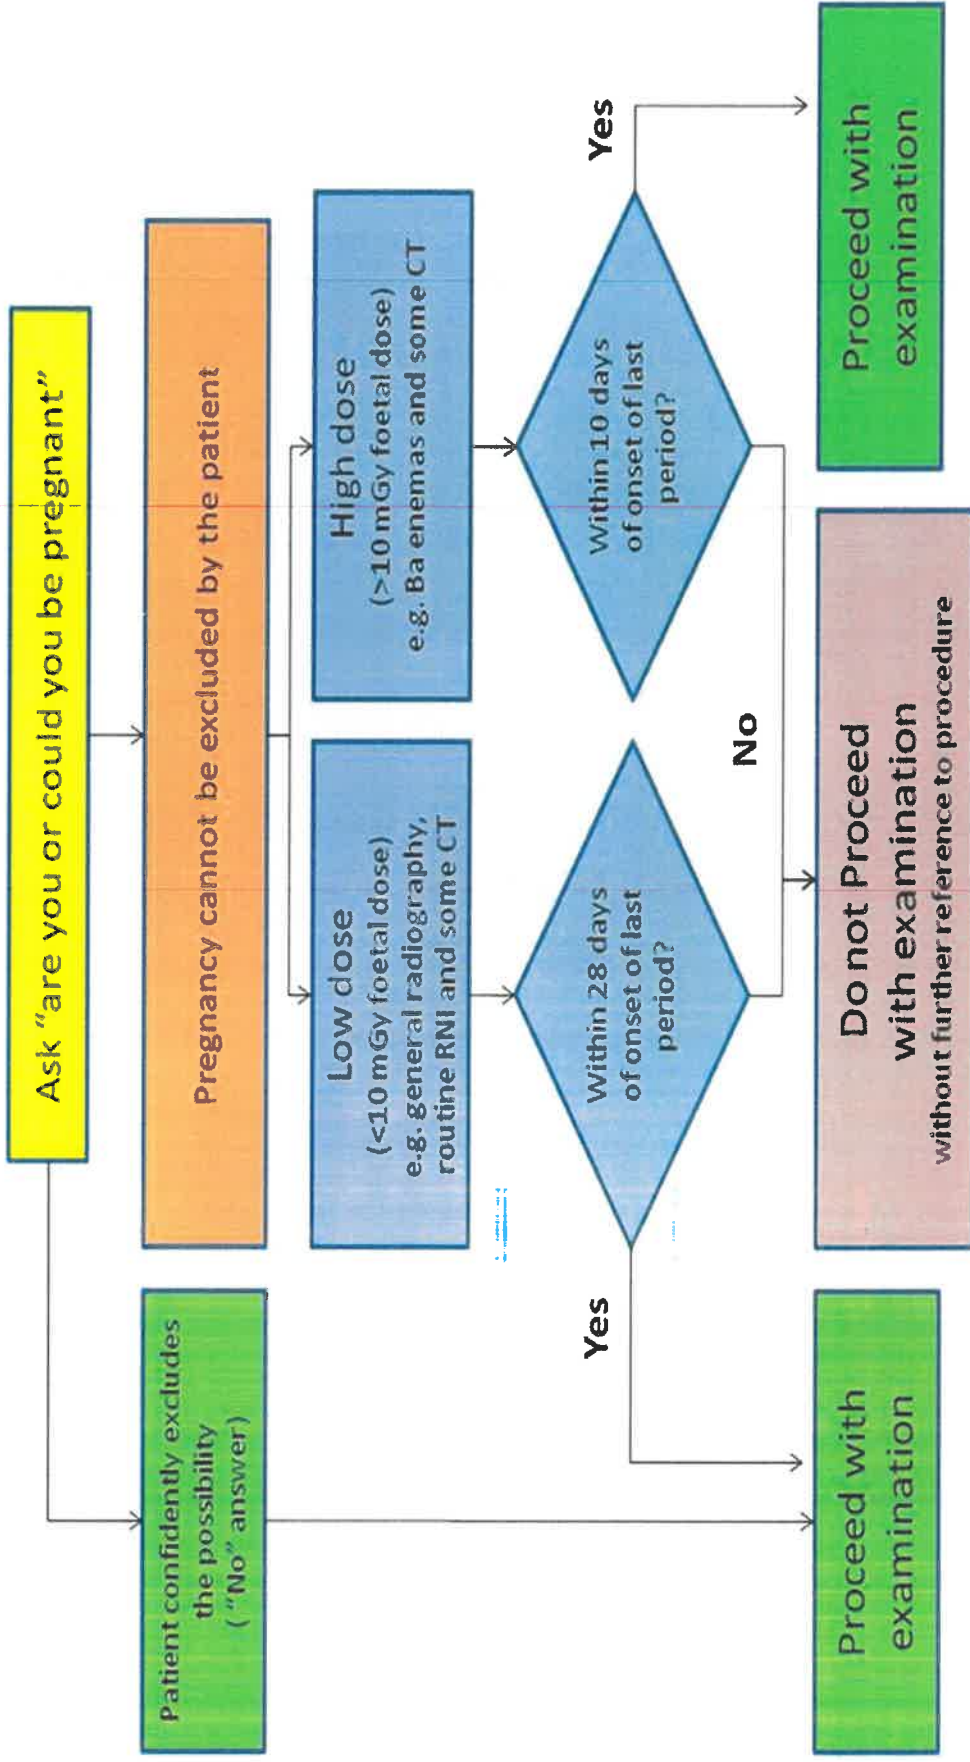 Ask “are you or could you be pregnant”
Patient confidently excludes
the possibility
( “No” answer)
Pregnancy cannot be excluded by the patient
Low dose
(<10 mGy foetal dose)
e.g. general radiography,
routine RNI and some CT
High dose
(>10 mGy foetal dose)
e.g. Ba enemas and some CT
Within 28 days
of onset of last
period?
Within 10 days
of onset of last
period?
Yes
No
Yes
Proceed with
examination
Do not Proceed
with examination
without further reference to procedure
Proceed with
examination